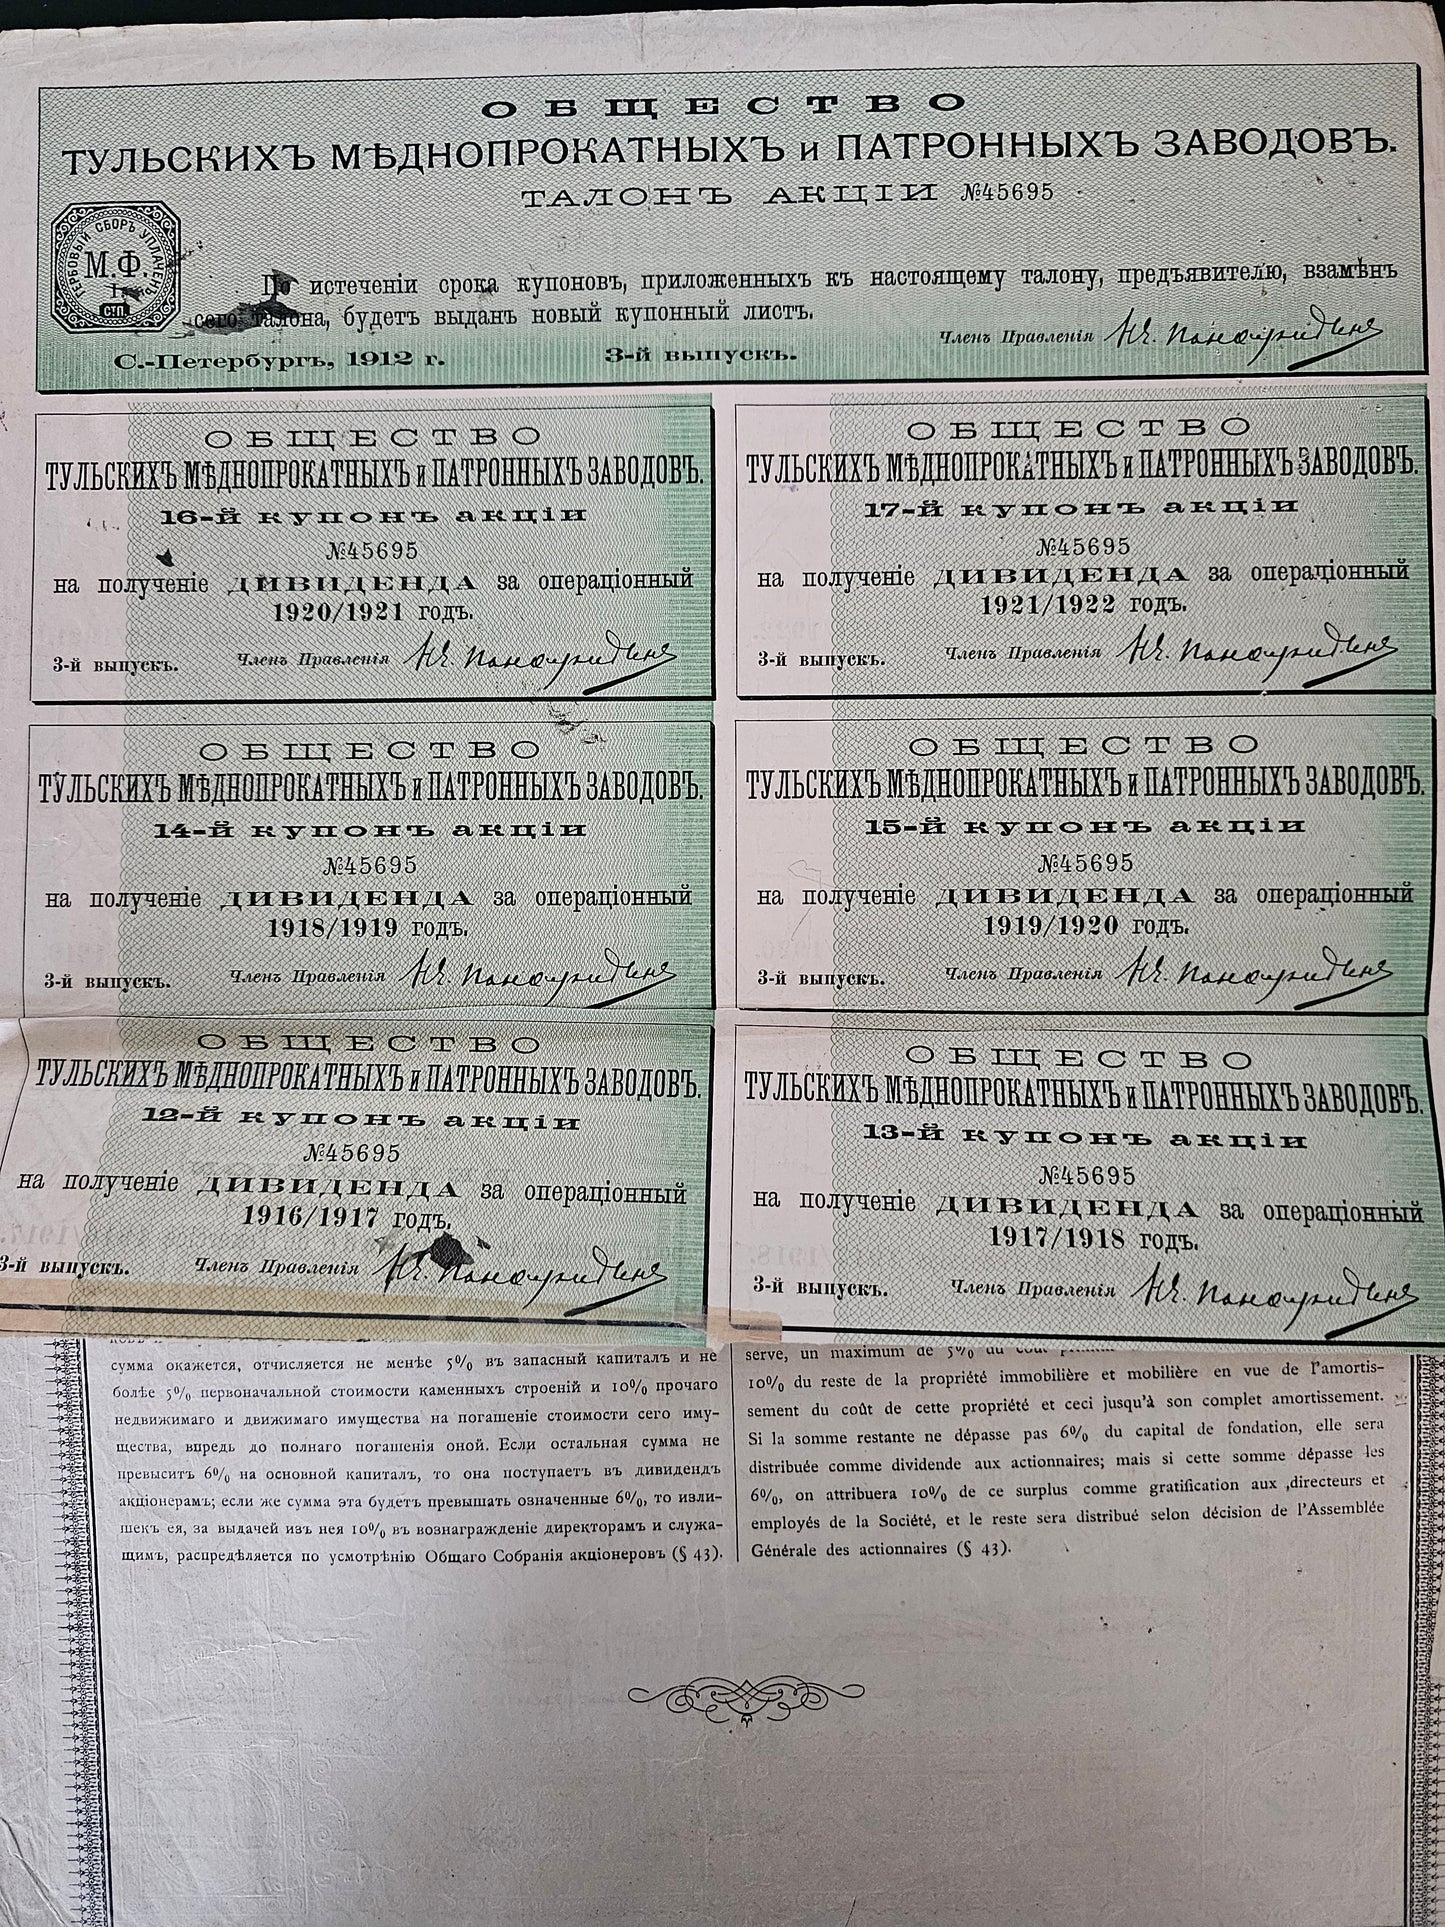 ОБЩЕСТВО
ТУЛЬСКИХЪ МѢДНОПРОКАТНЫХЪ и ПАТРОННЫХЪ ЗАВОДОВЪ.
ТАЛОНЪ АКЦІИ №45695
ГЕРБОВЫЙ СБОРЪ УПЛАЧЕНЪ
М.Ф.
СТП.
По истеченіи срока купоновъ, приложенныхъ къ настоящему талону, предъявителю, взамѣнъ
сего талона, будетъ выданъ новый купонный листъ.
Членъ Правленія
С.-Петербургъ, 1912 г. 3-й выпускъ.
ОБЩЕСТВО
ТУЛЬСКИХЪ МѢДНОПРОКАТНЫХЪ и ПАТРОННЫХЪ ЗАВОДОВЪ.
16-й купонъ акціи
№45695
на полученіе ДИВИДЕНДА за операціонный
1920/1921 годъ.
3-й выпускъ. Членъ Правленія
ОБЩЕСТВО
ТУЛЬСКИХЪ МѢДНОПРОКАТНЫХЪ и ПАТРОННЫХЪ ЗАВОДОВЪ.
17-й купонъ акціи
№45695
на полученіе ДИВИДЕНДА за операціонный
1921/1922 годъ.
3-й выпускъ. Членъ Правленія
ОБЩЕСТВО
ТУЛЬСКИХЪ МѢДНОПРОКАТНЫХЪ и ПАТРОННЫХЪ ЗАВОДОВЪ.
14-й купонъ акціи
№45695
на полученіе ДИВИДЕНДА за операціонный
1918/1919 годъ.
3-й выпускъ. Членъ Правленія
ОБЩЕСТВО
ТУЛЬСКИХЪ МѢДНОПРОКАТНЫХЪ и ПАТРОННЫХЪ ЗАВОДОВЪ.
15-й купонъ акціи
№45695
на полученіе ДИВИДЕНДА за операціонный
1919/1920 годъ.
3-й выпускъ. Членъ Правленія
ОБЩЕСТВО
ТУЛЬСКИХЪ МѢДНОПРОКАТНЫХЪ и ПАТРОННЫХЪ ЗАВОДОВЪ.
12-й купонъ акціи
№45695
на полученіе ДИВИДЕНДА за операціонный
1916/1917 годъ.
3-й выпускъ. Членъ Правленія
ОБЩЕСТВО
ТУЛЬСКИХЪ МѢДНОПРОКАТНЫХЪ и ПАТРОННЫХЪ ЗАВОДОВЪ.
13-й купонъ акціи
№45695
на полученіе ДИВИДЕНДА за операціонный
1917/1918 годъ.
3-й выпускъ. Членъ Правленія
сумма окажется, отчисляется не менѣе 5% въ запасный капиталъ и не
болѣе 5% первоначальной стоимости каменныхъ строеній и 10% прочаго
недвижимаго и движимаго имущества на погашеніе стоимости сего иму-
щества, впредь до полнаго погашенія оной. Если остальная сумма не
превыситъ 6% на основной капиталъ, то она поступаетъ въ дивидендъ
акціонерамъ; если же сумма эта будетъ превышать означенные 6%, то изли-
шекъ ея, за выдачей изъ нея 10% въ вознагражденіе директорамъ и служа-
щимъ, распредѣляется по усмотрѣнію Общаго Собранія акціонеровъ (§ 43).
serve, un maximum de 5% du coût
10% du reste de la propriété immobilière et mobilière en vue de l'amortis-
sement du coût de cette propriété et ceci jusqu'à son complet amortissement.
Si la somme restante ne dépasse pas 6% du capital de fondation, elle sera
distribuée comme dividende aux actionnaires; mais si cette somme dépasse les
6%, on attribuera 10% de ce surplus comme gratification aux directeurs et
employés de la Société, et le reste sera distribué selon décision de l'Assemblée
Générale des actionnaires (§ 43).